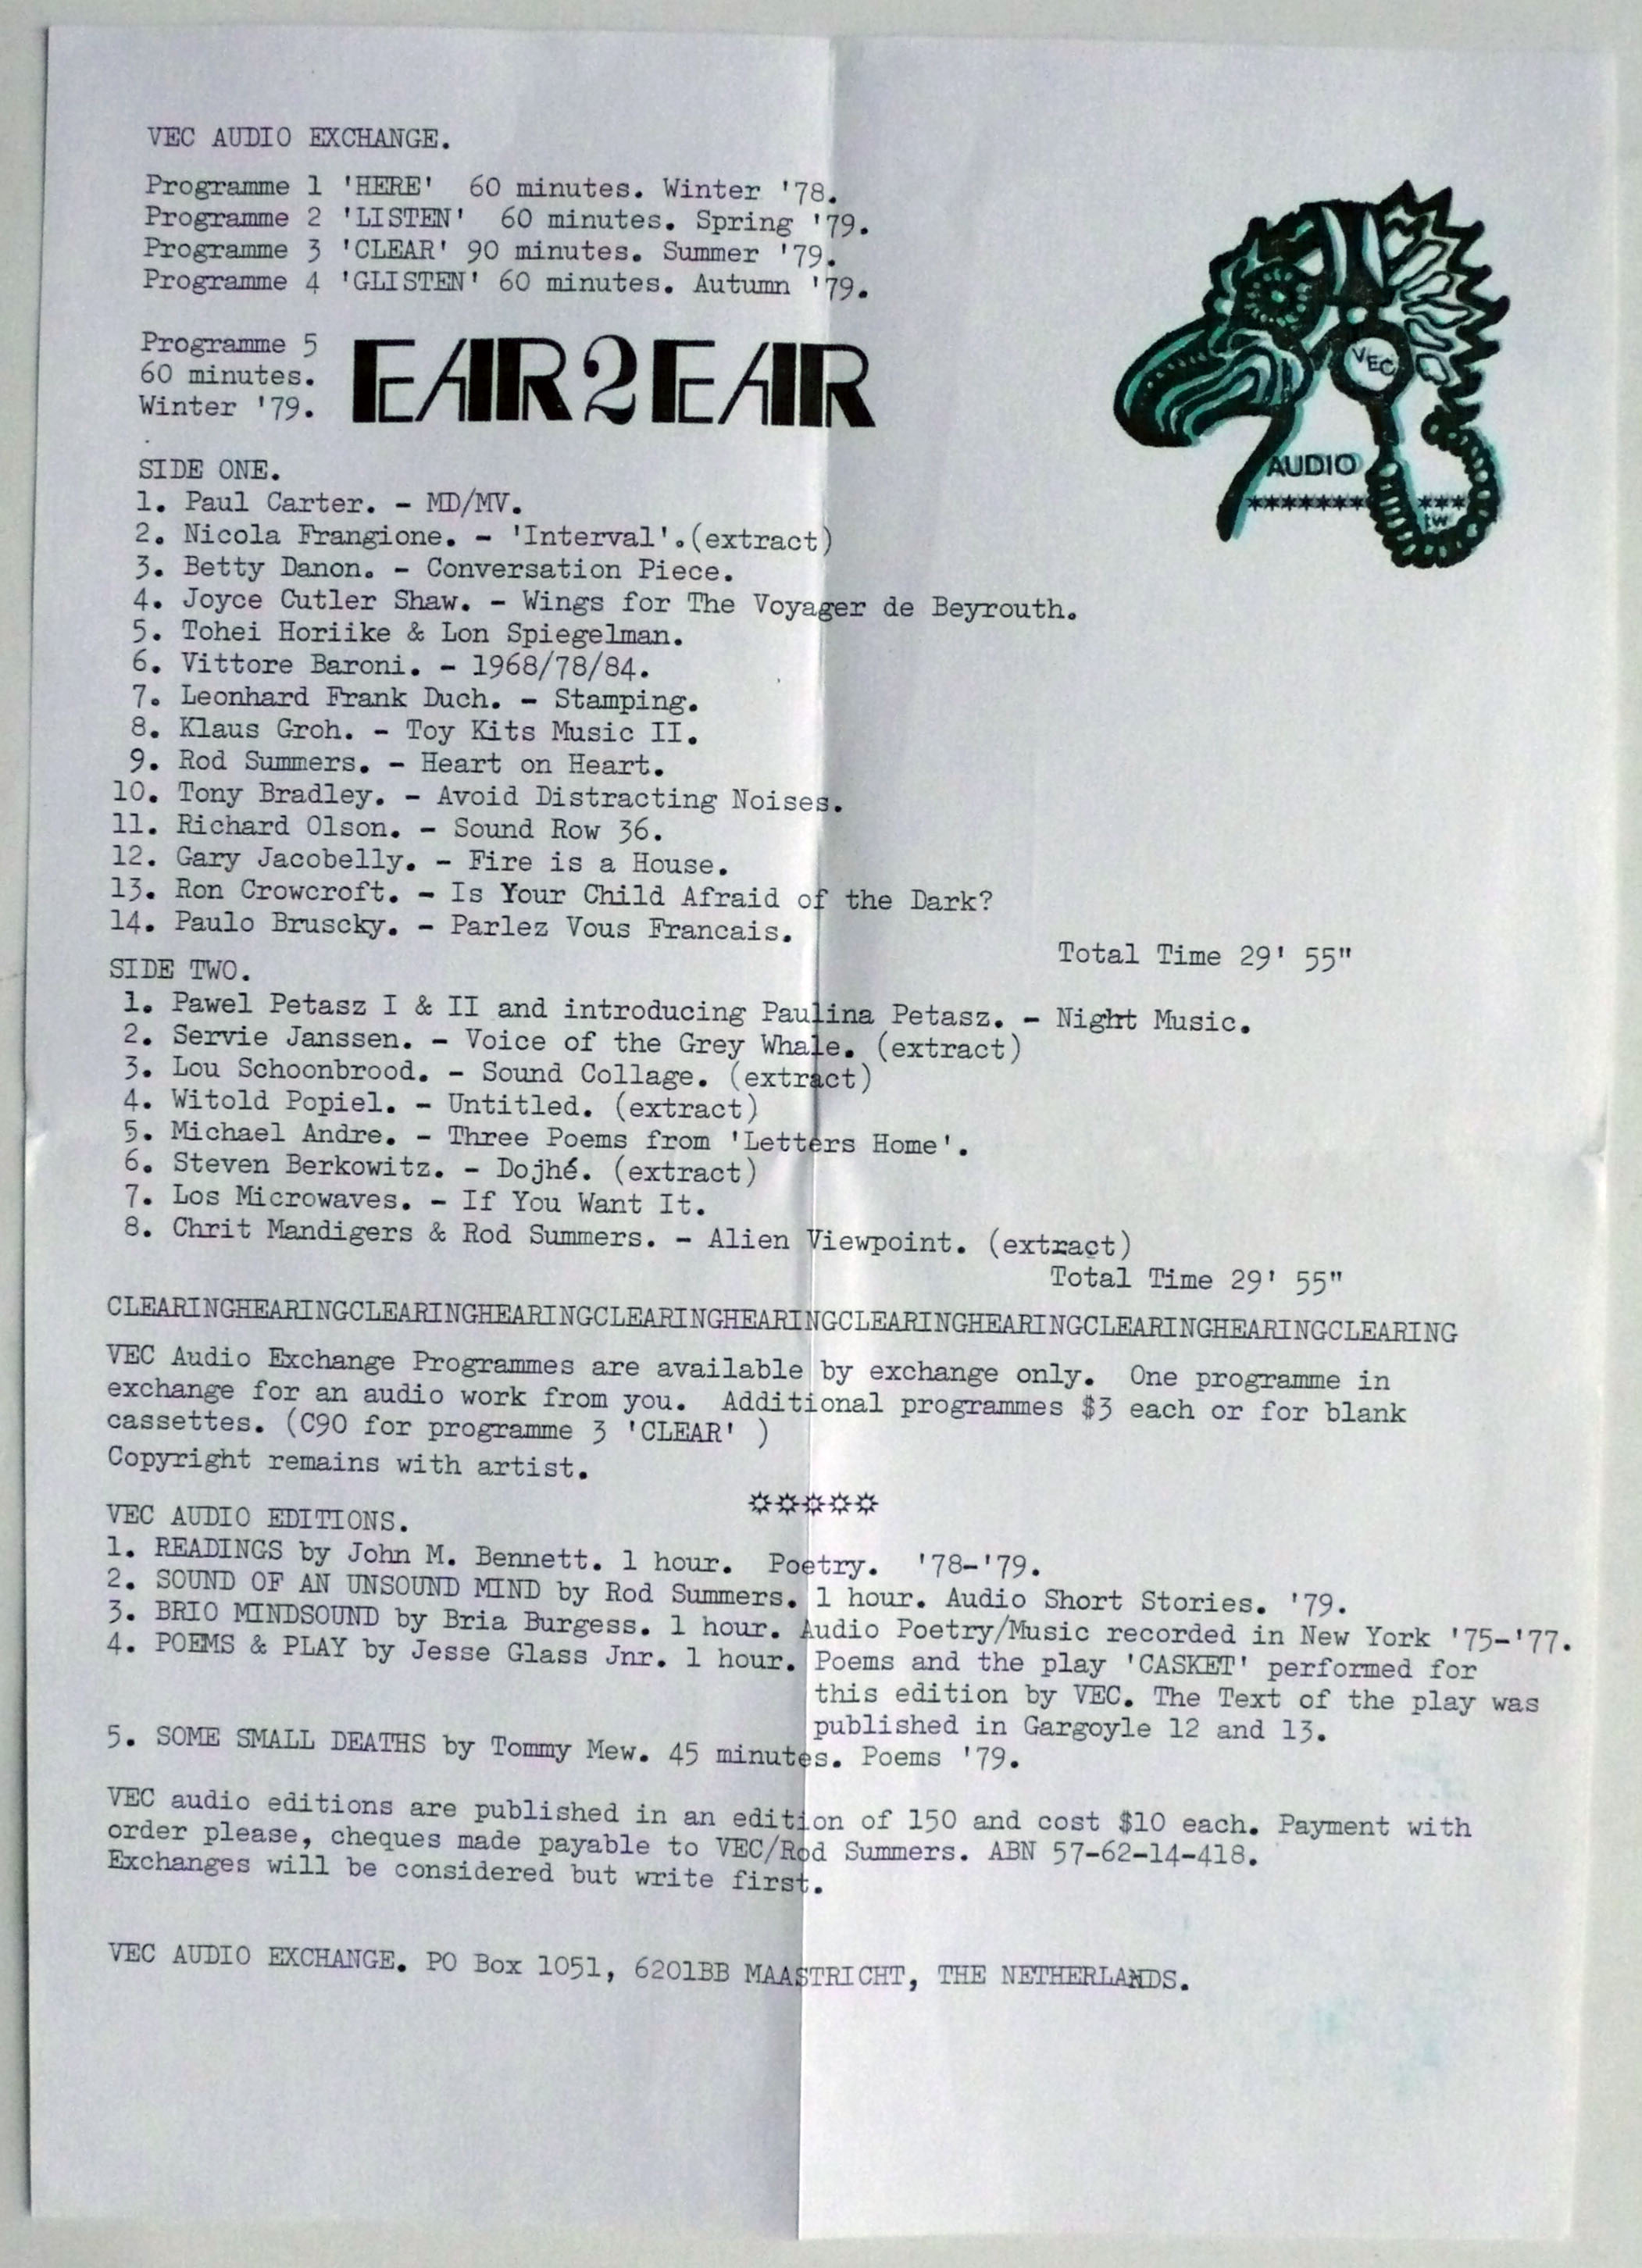 VEC AUDIO EXCHANGE.
Programme 1 'HERE'  60 minutes. Winter '78.
Programme 2 'LISTEN'  60 minutes. Spring '79.
Programme 3 'CLEAR' 90 minutes. Summer '79.
Programme 4 'GLISTEN' 60 minutes. Autumn '79.
Programme 5
60 minutes.
Winter '79.
EAR2EAR
VEC
AUDIO
************ ***
SIDE ONE.
1. Paul Carter. - MD/MV.
2. Nicola Frangione. - 'Interval'.(extract)
3. Betty Danon. - Conversation Piece.
4. Joyce Cutler Shaw. - Wings for The Voyager de Beyrouth.
5. Tohei Horiike & Lon Spiegelman.
6. Vittore Baroni. - 1968/78/84.
7. Leonhard Frank Duch. - Stamping.
8. Klaus Groh. - Toy Kits Music II.
9. Rod Summers. - Heart on Heart.
10. Tony Bradley. - Avoid Distracting Noises.
11. Richard Olson. - Sound Row 36.
12. Gary Jacobelly. - Fire is a House.
13. Ron Crowcroft. - Is Your Child Afraid of the Dark?
14. Paulo Bruscky. - Parlez Vous Francais.
Total Time 29' 55"
SIDE TWO.
1. Pawel Petasz I & II and introducing Paulina Petasz. - Night Music.
2. Servie Janssen. - Voice of the Grey Whale. (extract)
3. Lou Schoonbrood. - Sound Collage. (extract)
4. Witold Popiel. - Untitled. (extract)
5. Michael Andre. - Three Poems from 'Letters Home'.
6. Steven Berkowitz. - Dojhé. (extract)
7. Los Microwaves. - If You Want It.
8. Chrit Mandigers & Rod Summers. - Alien Viewpoint. (extract)
Total Time 29' 55"
CLEARINGHEARINGCLEARINGHEARINGCLEARINGHEARINGCLEARINGHEARINGCLEARINGHEARINGCLEARING
VEC Audio Exchange Programmes are available by exchange only.  One programme in
exchange for an audio work from you.  Additional programmes $3 each or for blank
cassettes. (C90 for programme 3 'CLEAR' )
Copyright remains with artist.
☼☼☼☼☼
VEC AUDIO EDITIONS.
1. READINGS by John M. Bennett. 1 hour.  Poetry.  '78-'79.
2. SOUND OF AN UNSOUND MIND by Rod Summers. 1 hour. Audio Short Stories. '79.
3. BRIO MINDSOUND by Bria Burgess. 1 hour. Audio Poetry/Music recorded in New York '75-'77.
4. POEMS & PLAY by Jesse Glass Jnr. 1 hour. Poems and the play 'CASKET' performed for
this edition by VEC. The Text of the play was
published in Gargoyle 12 and 13.
5. SOME SMALL DEATHS by Tommy Mew. 45 minutes. Poems '79.
VEC audio editions are published in an edition of 150 and cost $10 each. Payment with
order please, cheques made payable to VEC/Rod Summers. ABN 57-62-14-418.
Exchanges will be considered but write first.
VEC AUDIO EXCHANGE. PO Box 1051, 6201BB MAASTRICHT, THE NETHERLANDS.